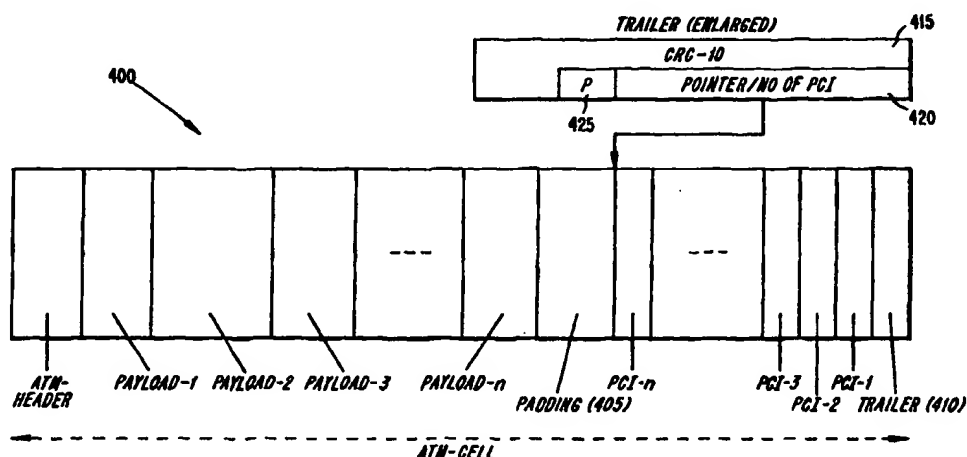 TRAILER (ENLARGED)
415
CRC-10
400
P
POINTER/NO OF PCI
425
420
ATM-HEADER
PAYLOAD-1
PAYLOAD-2
PAYLOAD-3
PAYLOAD-n
PADDING (405)
PCI-n
PCI-3
PCI-2
PCI-1
TRAILER (410)
ATM-CELL